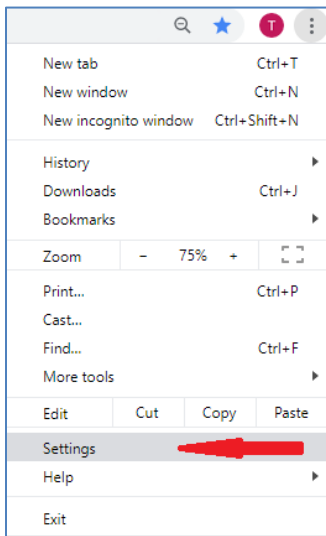 T
New tab Ctrl+T
New window Ctrl+N
New incognito window Ctrl+Shift+N
History
Downloads Ctrl+J
Bookmarks
Zoom - 75% +
Print... Ctrl+P
Cast...
Find... Ctrl+F
More tools
Edit Cut Copy Paste
Settings
Help
Exit